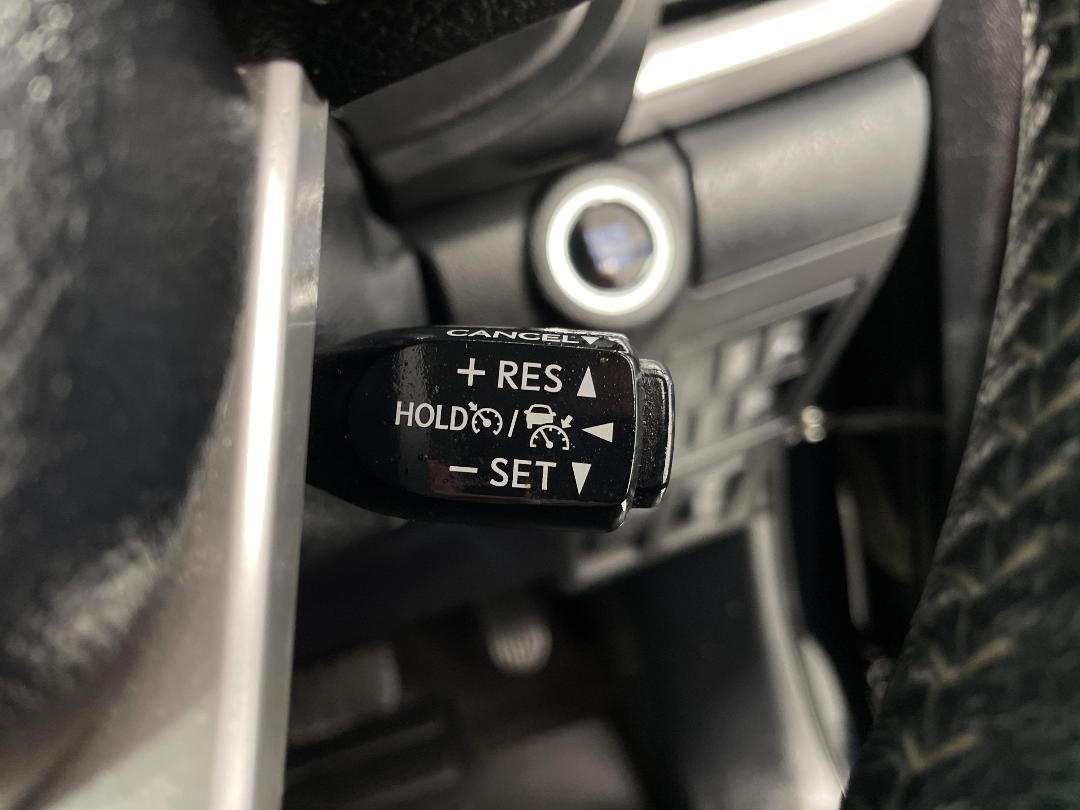 CANCEL▼
+ RES ▲
HOLD / ◀
− SET ▼